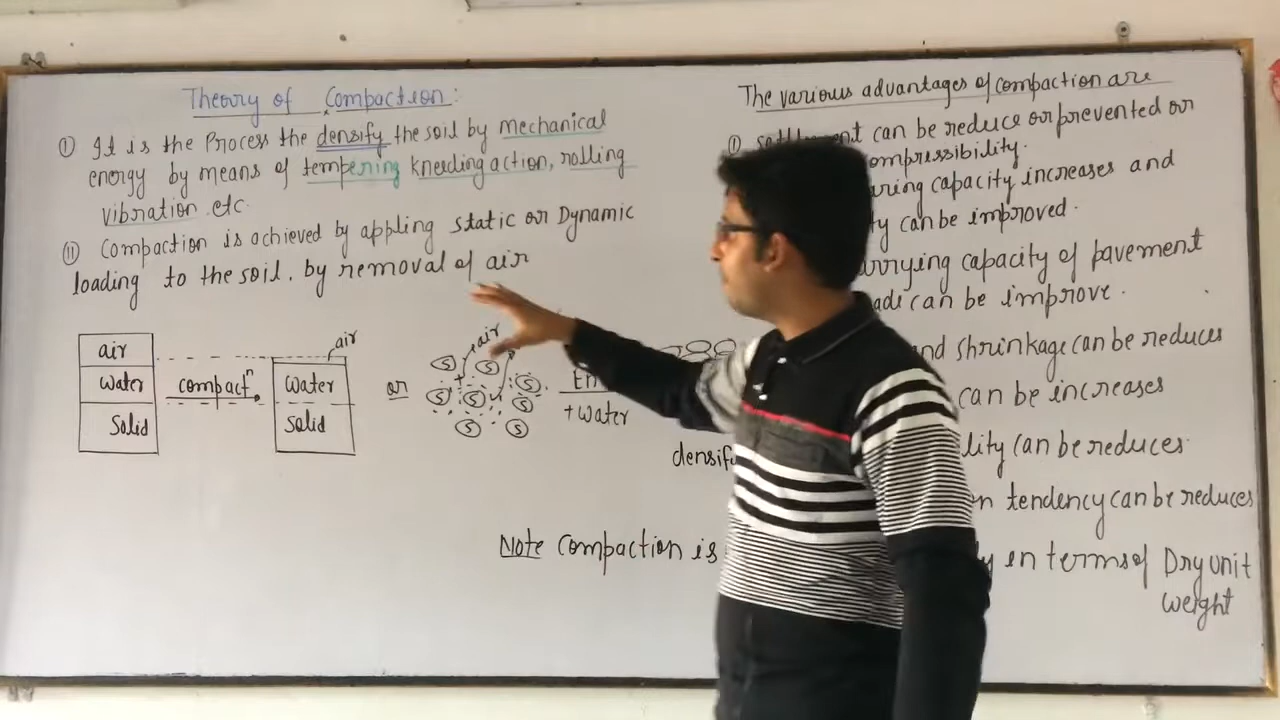 Theory of Compaction:
① It is the Process the densify the soil by mechanical
energy by means of tempering kneeding action, rolling
vibration etc.
② Compaction is achieved by appling static or Dynamic
loading to the soil. by removal of air
air
water
Solid
compactⁿ
air
water
Solid
or
air
S S S S S S S S
+ water
densify
Note Compaction is
The various advantages of compaction are
① can be reduce or prevented or
compressibility.
capacity increases and
can be improved.
capacity of pavement
can be improve.
and shrinkage can be reduces
can be increases
can be reduces
tendency can be reduces
in terms of Dry unit
weight